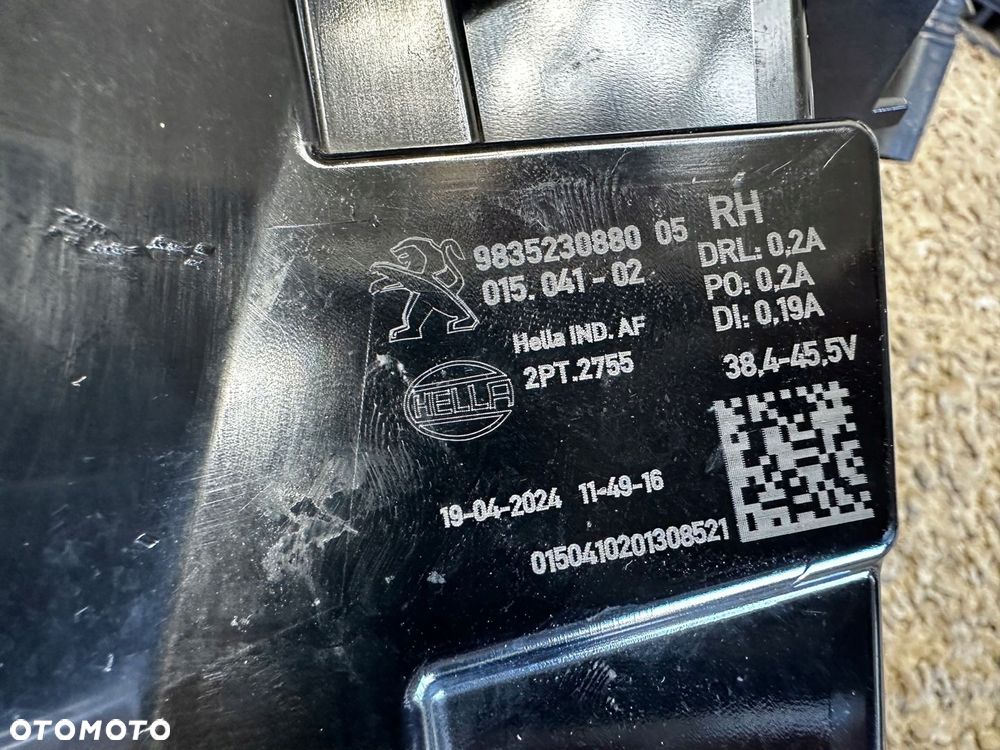 RH
9835230880 05
DRL: 0,2A
015.041-02
PO: 0,2A
DI: 0,19A
Hella IND. AF
38,4-45,5V
2PT.2755
HELLA
19-04-2024 11-49-16
0150410201308521
OTOMOTO